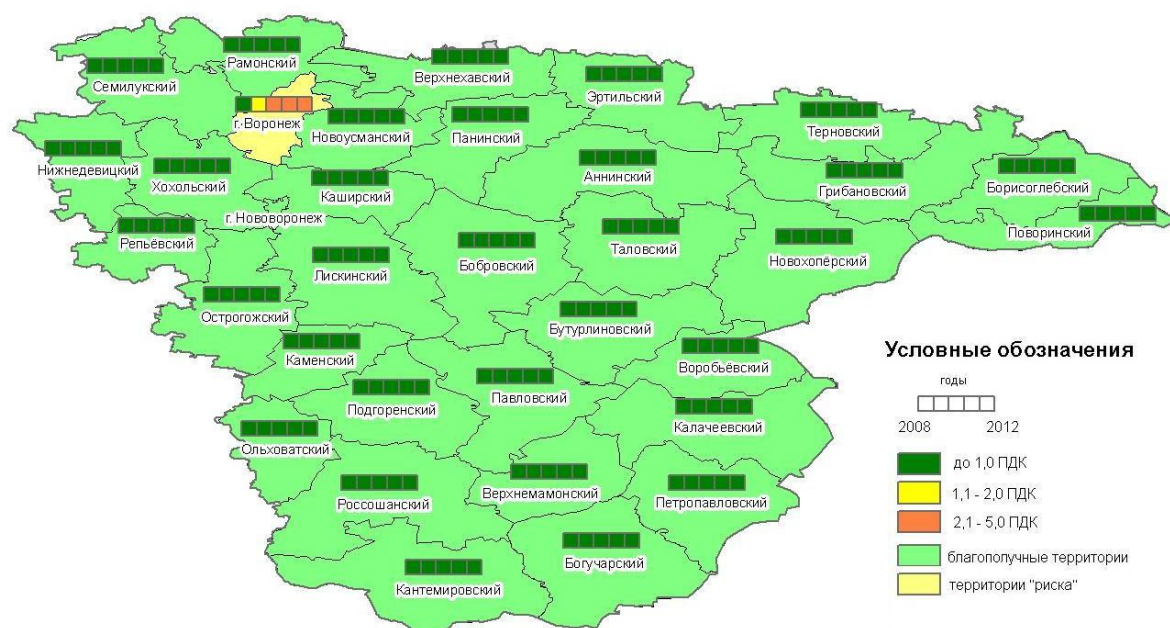 Рамонский
Семилукский
Верхнехавский
Эртильский
г. Воронеж
Новоусманский
Панинский
Терновский
Нижнедевицкий
Хохольский
Каширский
Аннинский
Грибановский
Борисоглебский
г. Нововоронеж
Репьёвский
Лискинский
Бобровский
Таловский
Новохопёрский
Поворинский
Острогожский
Бутурлиновский
Каменский
Воробьёвский
Подгоренский
Павловский
Калачеевский
Ольховатский
Россошанский
Верхнемамонский
Петропавловский
Богучарский
Кантемировский
Условные обозначения
годы
2008 2012
до 1,0 ПДК
1,1 - 2,0 ПДК
2,1 - 5,0 ПДК
благополучные территории
территории "риска"